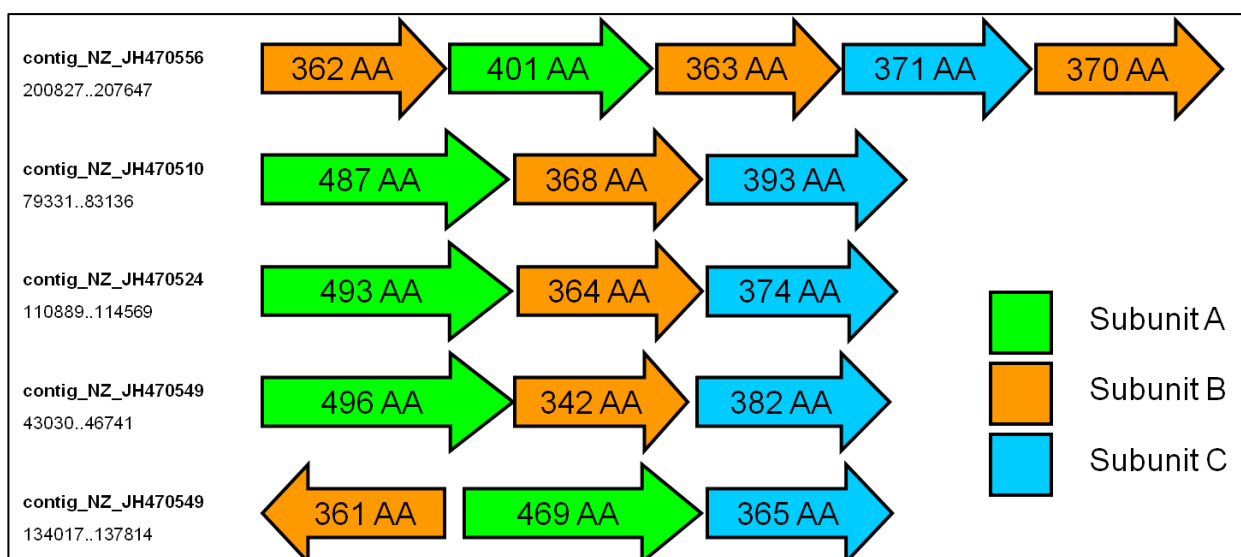 contig_NZ_JH470556
200827..207647
362 AA 401 AA 363 AA 371 AA 370 AA
contig_NZ_JH470510
79331..83136
487 AA 368 AA 393 AA
contig_NZ_JH470524
110889..114569
493 AA 364 AA 374 AA
contig_NZ_JH470549
43030..46741
496 AA 342 AA 382 AA
contig_NZ_JH470549
134017..137814
361 AA 469 AA 365 AA
Subunit A
Subunit B
Subunit C